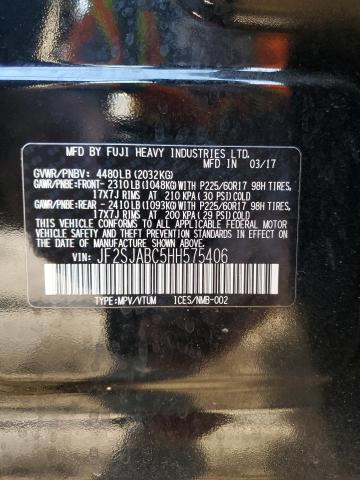 MFD. BY FUJI HEAVY INDUSTRIES LTD.
MFD. IN 03/17
GVWR/PNBV: 4480LB(2032KG)
GAWR/PNBE:FRONT- 2310LB(1048KG)WITH P225/60R17 98H TIRES,
17X7J RIMS AT 210 KPA(30 PSI)COLD
GAWR/PNBE:REAR - 2410LB(1093KG)WITH P225/60R17 98H TIRES,
17X7J RIMS AT 200 KPA(29 PSI)COLD
THIS VEHICLE CONFORMS TO ALL APPLICABLE FEDERAL MOTOR
VEHICLE SAFETY STANDARDS IN EFFECT ON THE DATE OF
MANUFACTURE SHOWN ABOVE.
VIN: JF2SJABC5HH575406
TYPE:MPV/VTUM ICES/NMB-002